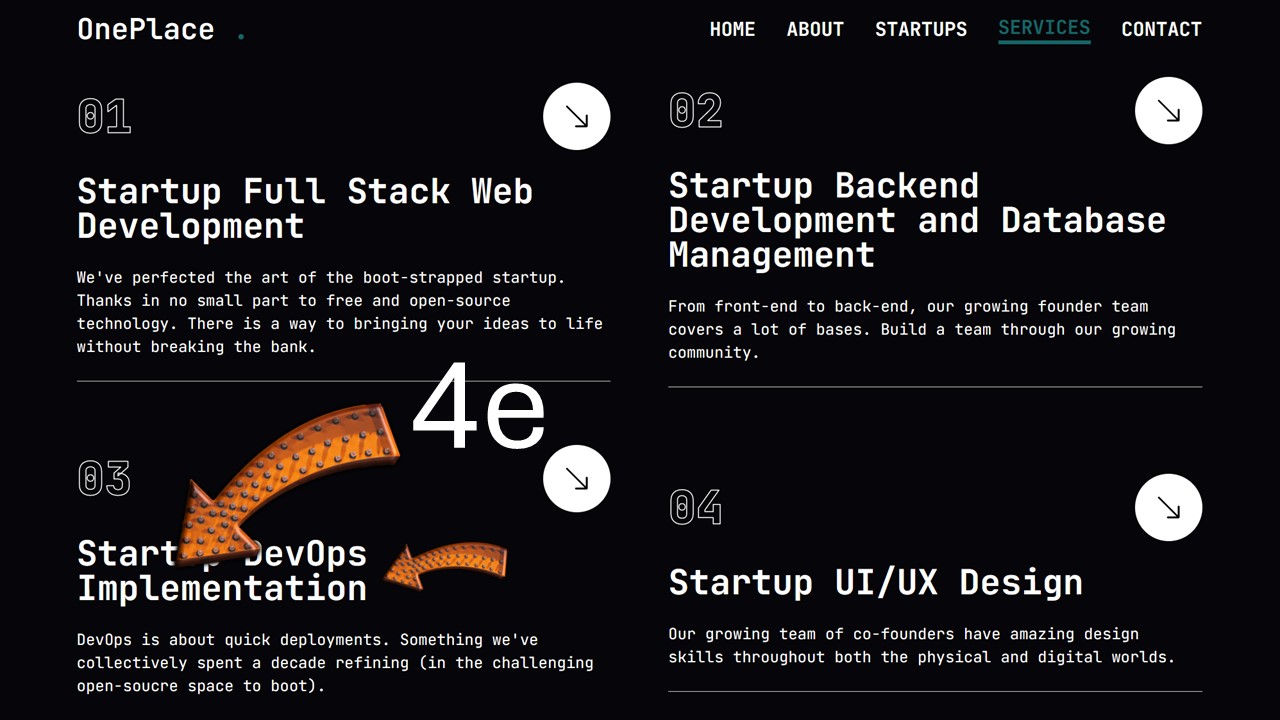 OnePlace .
HOME ABOUT STARTUPS SERVICES CONTACT
01
Startup Full Stack Web
Development
We've perfected the art of the boot-strapped startup.
Thanks in no small part to free and open-source
technology. There is a way to bringing your ideas to life
without breaking the bank.
02
Startup Backend
Development and Database
Management
From front-end to back-end, our growing founder team
covers a lot of bases. Build a team through our growing
community.
4e
03
Startup DevOps
Implementation
DevOps is about quick deployments. Something we've
collectively spent a decade refining (in the challenging
open-soucre space to boot).
04
Startup UI/UX Design
Our growing team of co-founders have amazing design
skills throughout both the physical and digital worlds.